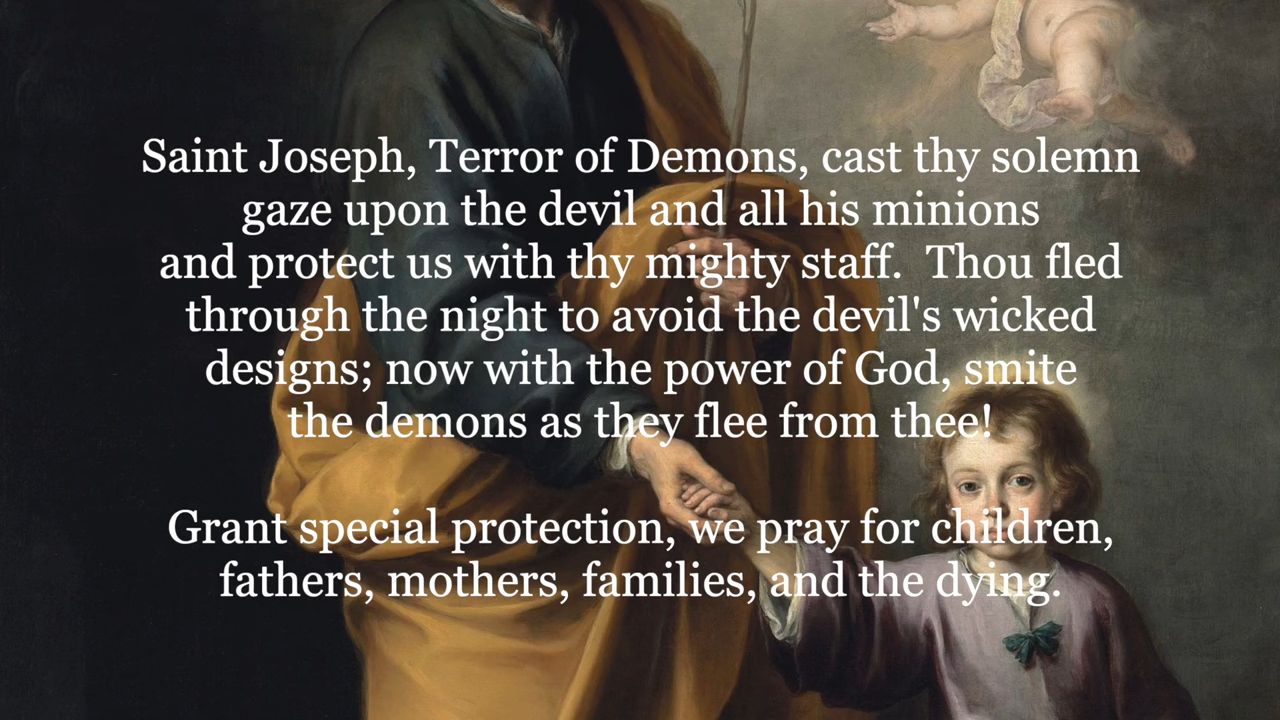 Saint Joseph, Terror of Demons, cast thy solemn
gaze upon the devil and all his minions
and protect us with thy mighty staff.  Thou fled
through the night to avoid the devil's wicked
designs; now with the power of God, smite
the demons as they flee from thee!
Grant special protection, we pray for children,
fathers, mothers, families, and the dying.